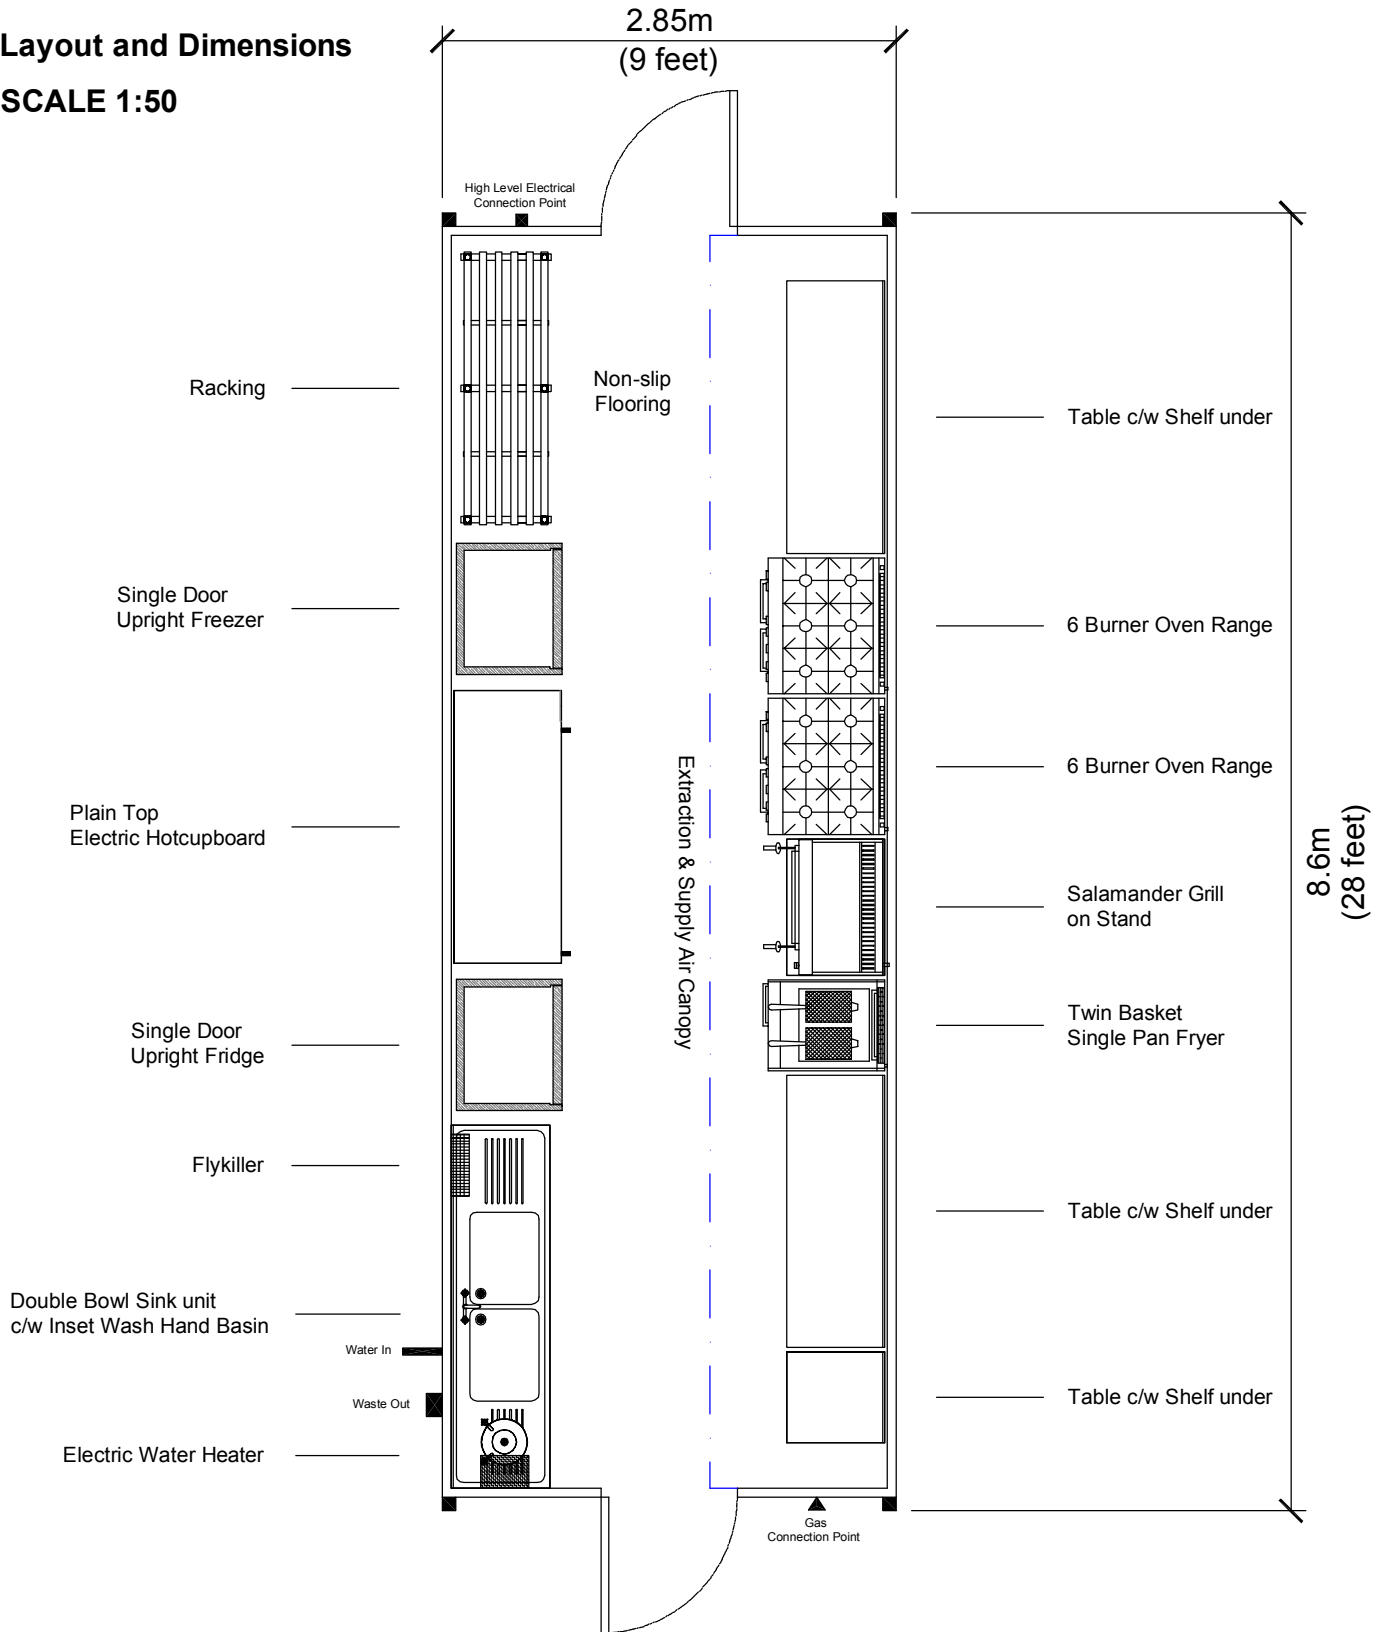 Layout and Dimensions
SCALE 1:50
2.85m
(9 feet)
High Level Electrical
Connection Point
Racking
Non-slip
Flooring
Table c/w Shelf under
Single Door
Upright Freezer
6 Burner Oven Range
Plain Top
Electric Hotcupboard
6 Burner Oven Range
Extraction & Supply Air Canopy
8.6m
(28 feet)
Salamander Grill
on Stand
Single Door
Upright Fridge
Twin Basket
Single Pan Fryer
Flykiller
Table c/w Shelf under
Double Bowl Sink unit
c/w Inset Wash Hand Basin
Water In
Waste Out
Table c/w Shelf under
Electric Water Heater
Gas
Connection Point